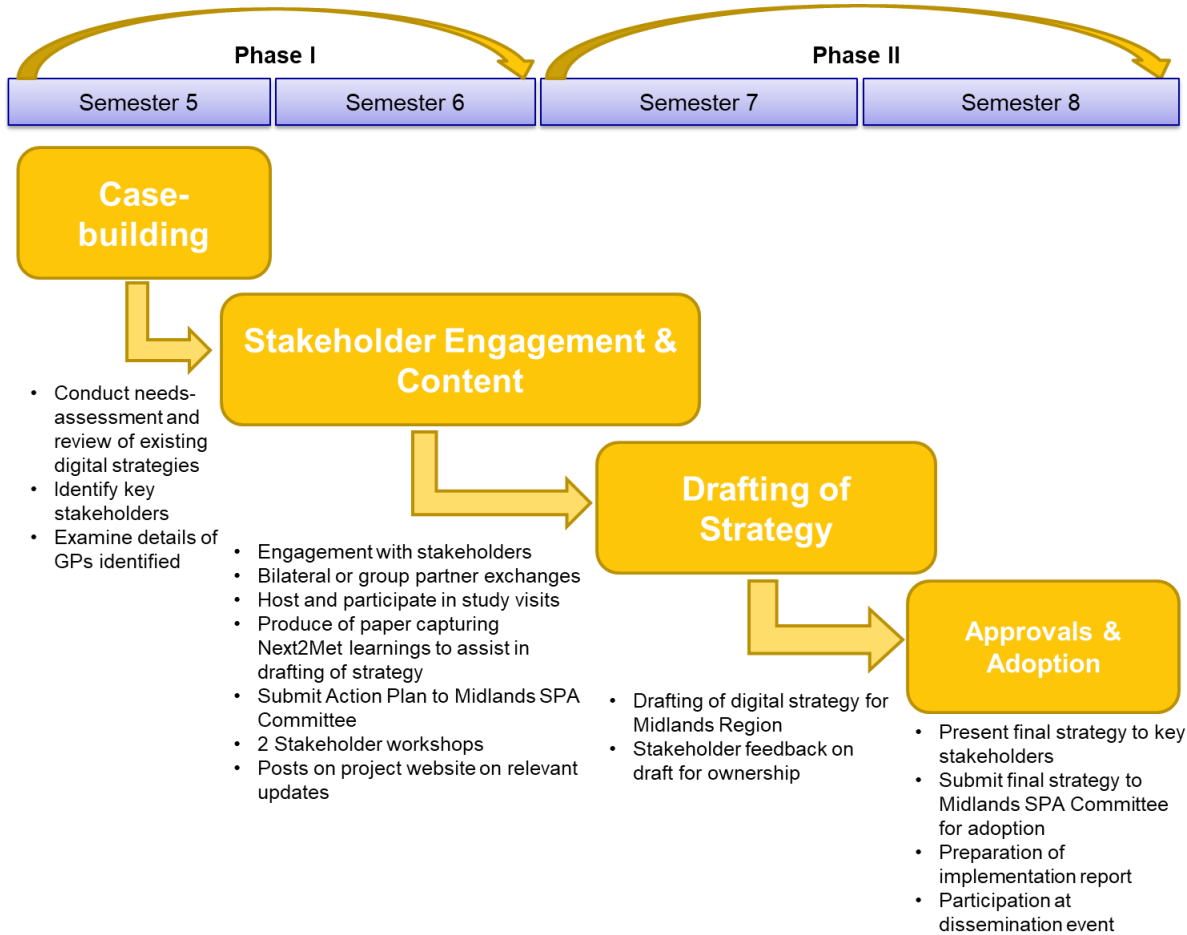 Phase I
Phase II
Semester 5
Semester 6
Semester 7
Semester 8
Case-
building
• Conduct needs-
assessment and
review of existing
digital strategies
• Identify key
stakeholders
• Examine details of
GPs identified
Stakeholder Engagement &
Content
• Engagement with stakeholders
• Bilateral or group partner exchanges
• Host and participate in study visits
• Produce of paper capturing
Next2Met learnings to assist in
drafting of strategy
• Submit Action Plan to Midlands SPA
Committee
• 2 Stakeholder workshops
• Posts on project website on relevant
updates
Drafting of
Strategy
• Drafting of digital strategy for
Midlands Region
• Stakeholder feedback on
draft for ownership
Approvals &
Adoption
• Present final strategy to key
stakeholders
• Submit final strategy to
Midlands SPA Committee
for adoption
• Preparation of
implementation report
• Participation at
dissemination event